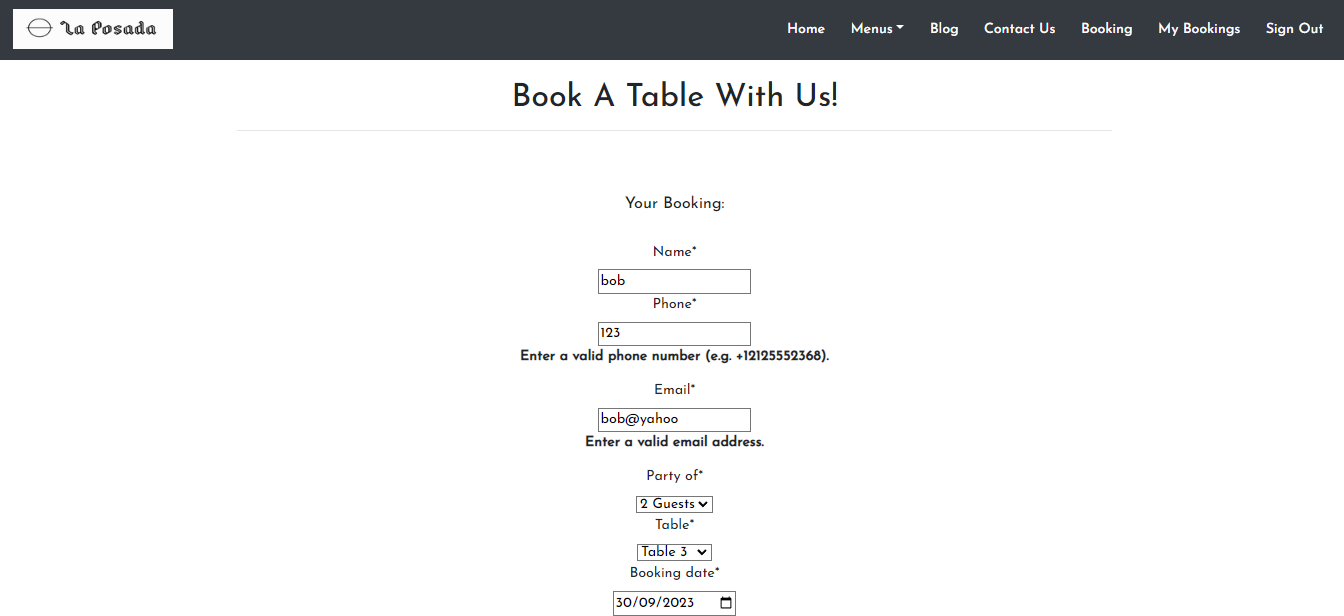 La Posada
Home Menus Blog Contact Us Booking My Bookings Sign Out
Book A Table With Us!
Your Booking:
Name*
bob
Phone*
123
Enter a valid phone number (e.g. +12125552368).
Email*
bob@yahoo
Enter a valid email address.
Party of*
2 Guests
Table*
Table 3
Booking date*
30/09/2023